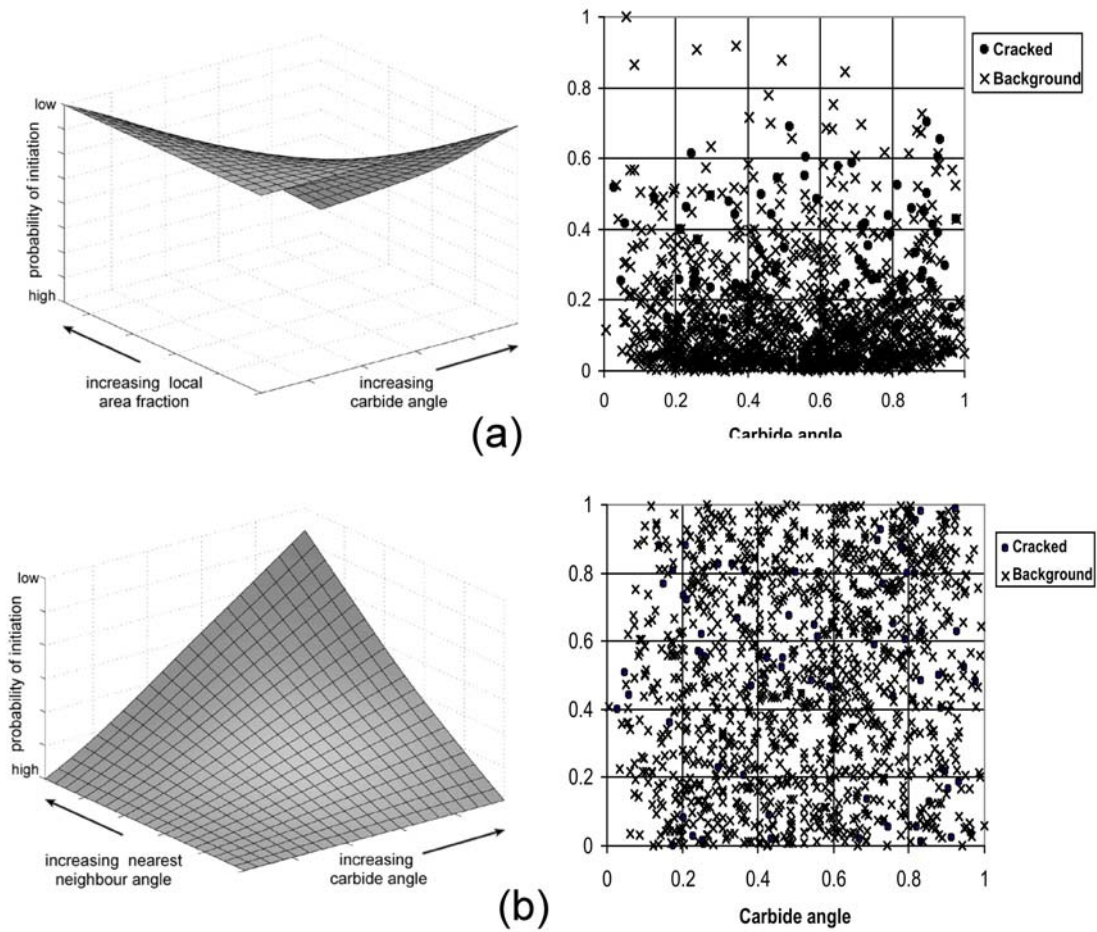 low
probability of initiation
high
increasing local
area fraction
increasing
carbide angle
1
0.8
0.6
0.4
0.2
0
0 0.2 0.4 0.6 0.8 1
Carbide angle
Cracked
Background
(a)
low
probability of initiation
high
increasing nearest
neighbour angle
increasing
carbide angle
1
0.8
0.6
0.4
0.2
0
0 0.2 0.4 0.6 0.8 1
Carbide angle
Cracked
Background
(b)